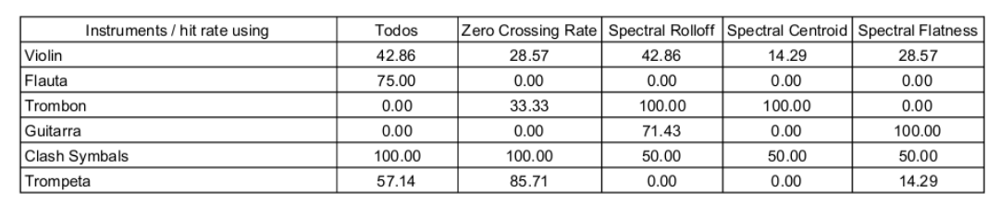 Instruments / hit rate using Todos Zero Crossing Rate Spectral Rolloff Spectral Centroid Spectral Flatness
Violin 42.86 28.57 42.86 14.29 28.57
Flauta 75.00 0.00 0.00 0.00 0.00
Trombon 0.00 33.33 100.00 100.00 0.00
Guitarra 0.00 0.00 71.43 0.00 100.00
Clash Symbals 100.00 100.00 50.00 50.00 50.00
Trompeta 57.14 85.71 0.00 0.00 14.29